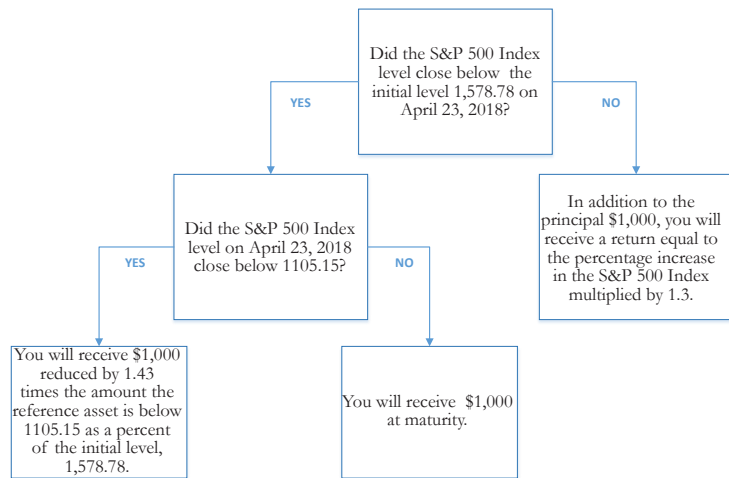 Did the S&P 500 Index
level close below the
initial level 1,578.78 on
April 23, 2018?
YES
NO
Did the S&P 500 Index
level on April 23, 2018
close below 1105.15?
In addition to the
principal $1,000, you will
receive a return equal to
the percentage increase
in the S&P 500 Index
multiplied by 1.3.
YES
NO
You will receive $1,000
reduced by 1.43
times the amount the
reference asset is below
1105.15 as a percent
of the initial level,
1,578.78.
You will receive $1,000
at maturity.